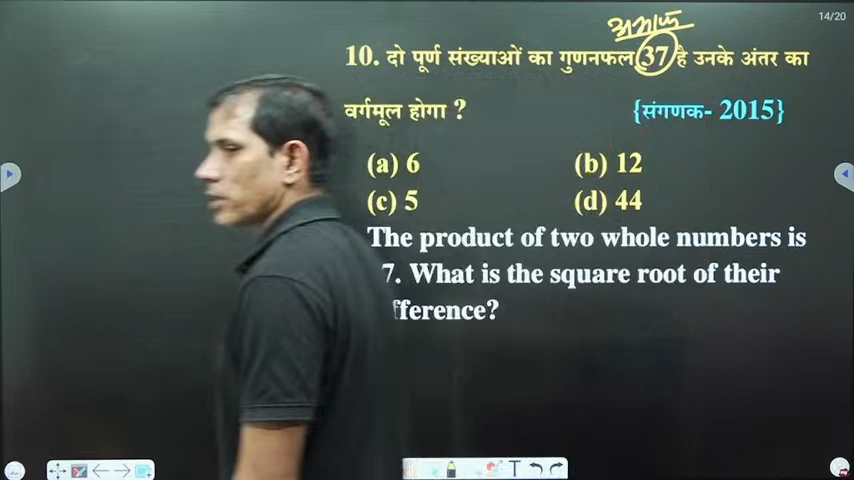 14/20
अभाज्य
10. दो पूर्ण संख्याओं का गुणनफल 37 है उनके अंतर का
वर्गमूल होगा ? {संगणक- 2015}
(a) 6 (b) 12
(c) 5 (d) 44
The product of two whole numbers is
7. What is the square root of their
fference?
T